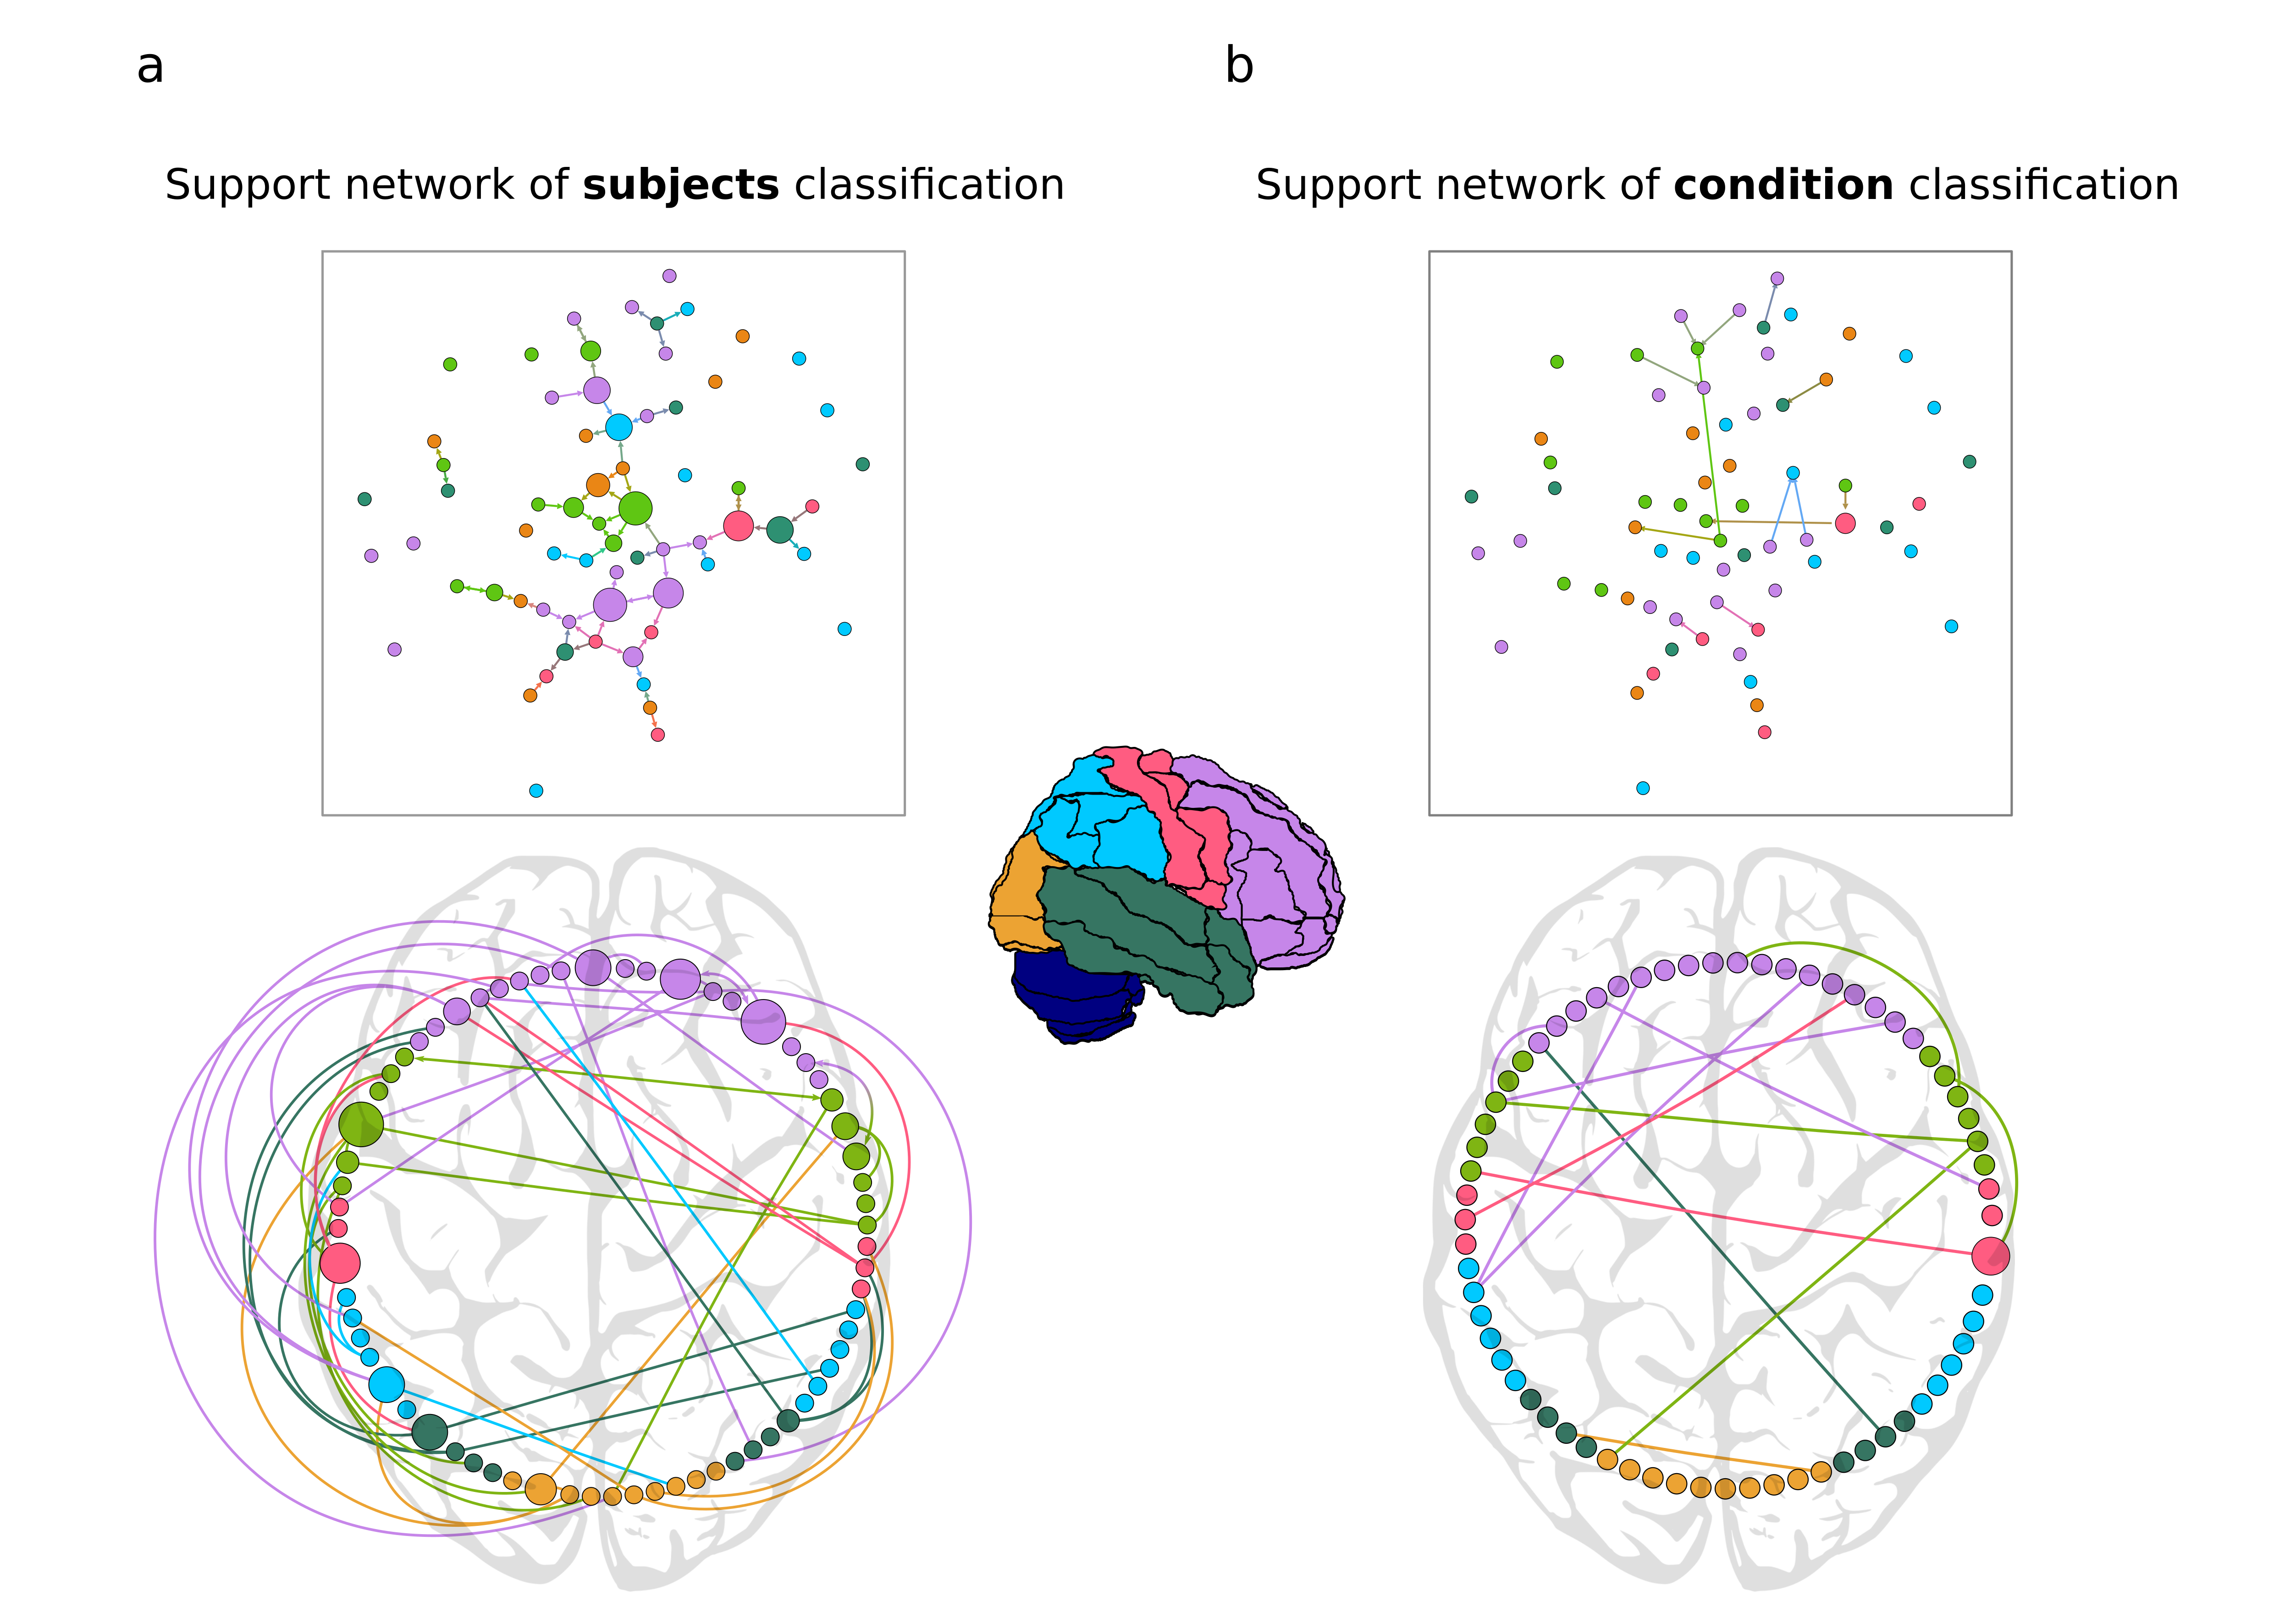 a
b
Support network of subjects classification
Support network of condition classification